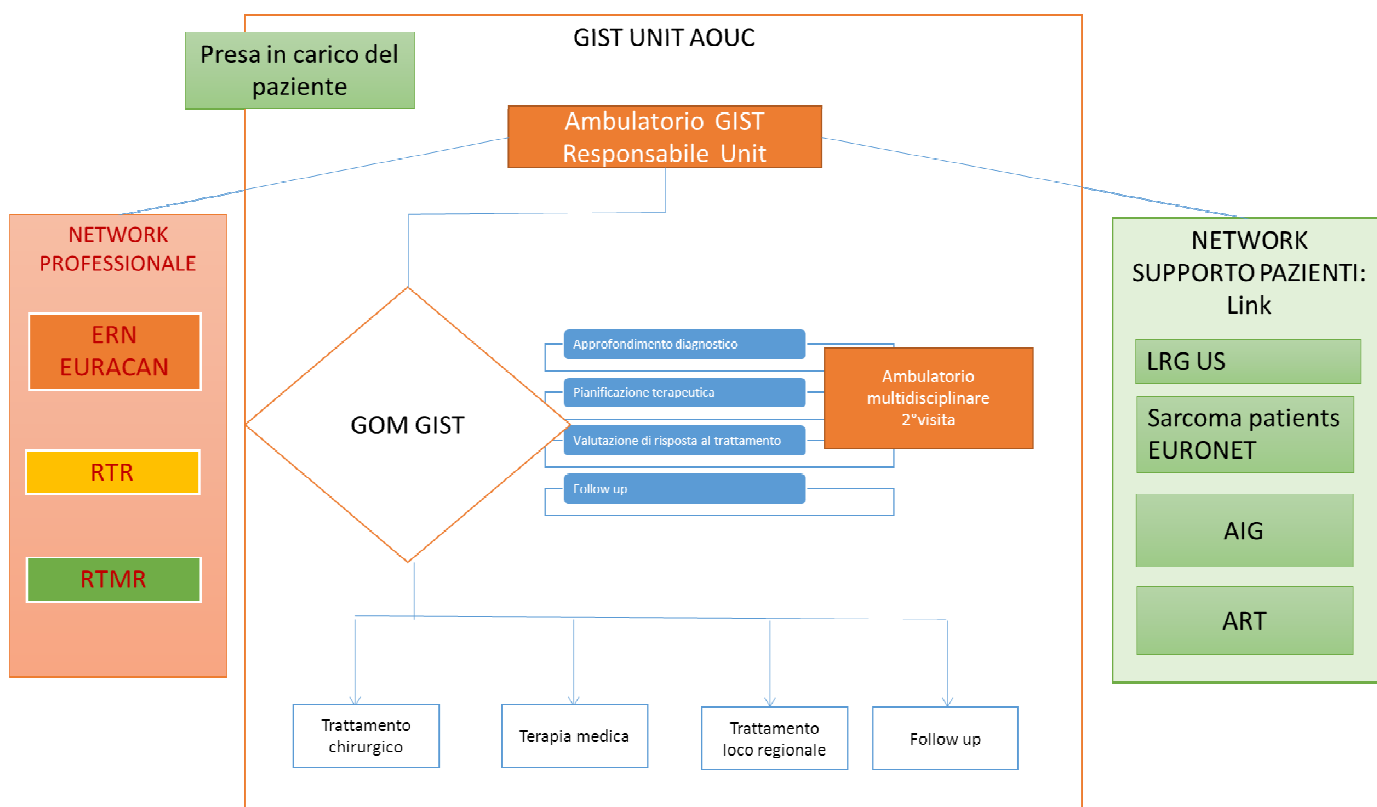 GIST UNIT AOUC
Presa in carico del
paziente
Ambulatorio GIST
Responsabile Unit
NETWORK
PROFESSIONALE
ERN
EURACAN
RTR
RTMR
GOM GIST
Approfondimento diagnostico
Pianificazione terapeutica
Valutazione di risposta al trattamento
Follow up
Ambulatorio
multidisciplinare
2°visita
NETWORK
SUPPORTO PAZIENTI:
Link
LRG US
Sarcoma patients
EURONET
AIG
ART
Trattamento
chirurgico
Terapia medica
Trattamento
loco regionale
Follow up